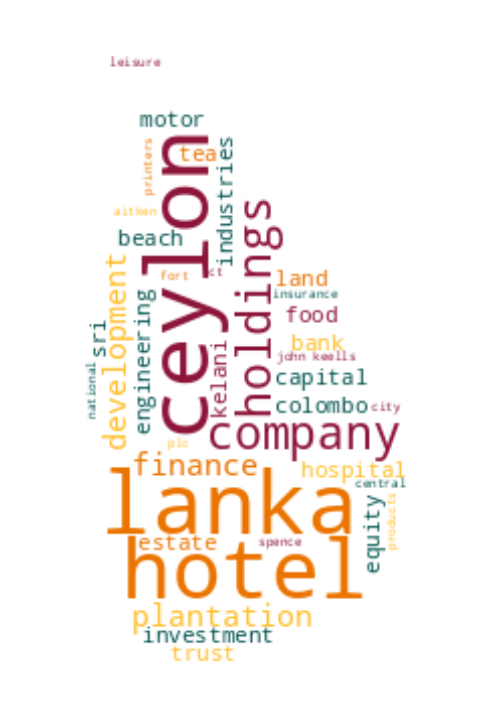 leisure
motor
printers
tea
ceylon
industries
aitken
beach
holdings
fort
ct
land
development
insurance
engineering
food
sri
bank
john keells
kelani
national
capital
colombo
city
company
plc
finance
hospital
lanka
central
equity
products
estate
spence
hotel
plantation
investment
trust